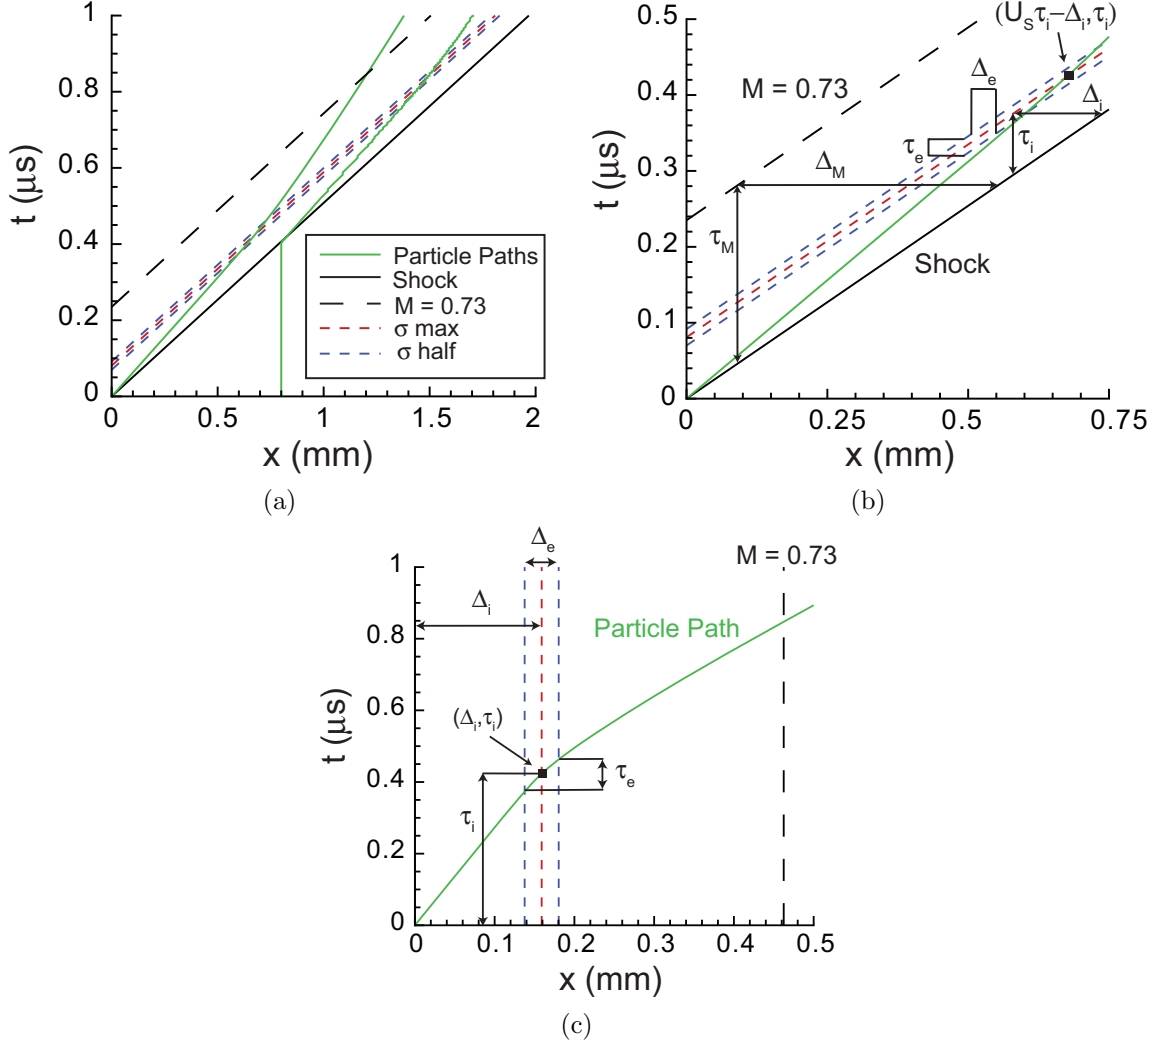 1
0.8
0.6
0.4
0.2
0
t (μs)
0
0.5
1
1.5
2
x (mm)
Particle Paths
Shock
M = 0.73
σ max
σ half
(a)
0.5
0.4
0.3
0.2
0.1
0
t (μs)
0
0.25
0.5
0.75
x (mm)
(U_S τ_i−Δ_i,τ_i)
M = 0.73
Δ_e
Δ_i
τ_e
τ_i
Δ_M
τ_M
Shock
(b)
Δ_e
M = 0.73
1
0.8
0.6
0.4
0.2
0
t (μs)
Δ_i
Particle Path
(Δ_i,τ_i)
τ_e
τ_i
0
0.1
0.2
0.3
0.4
0.5
x (mm)
(c)